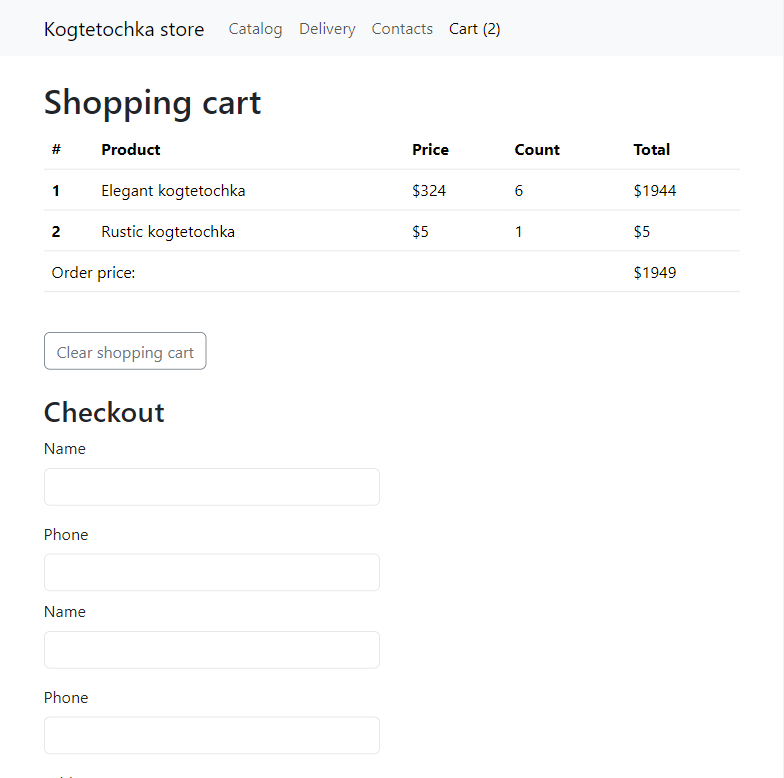 Kogtetochka store Catalog Delivery Contacts Cart (2)
Shopping cart
# Product Price Count Total
1 Elegant kogtetochka $324 6 $1944
2 Rustic kogtetochka $5 1 $5
Order price: $1949
Clear shopping cart
Checkout
Name
Phone
Name
Phone